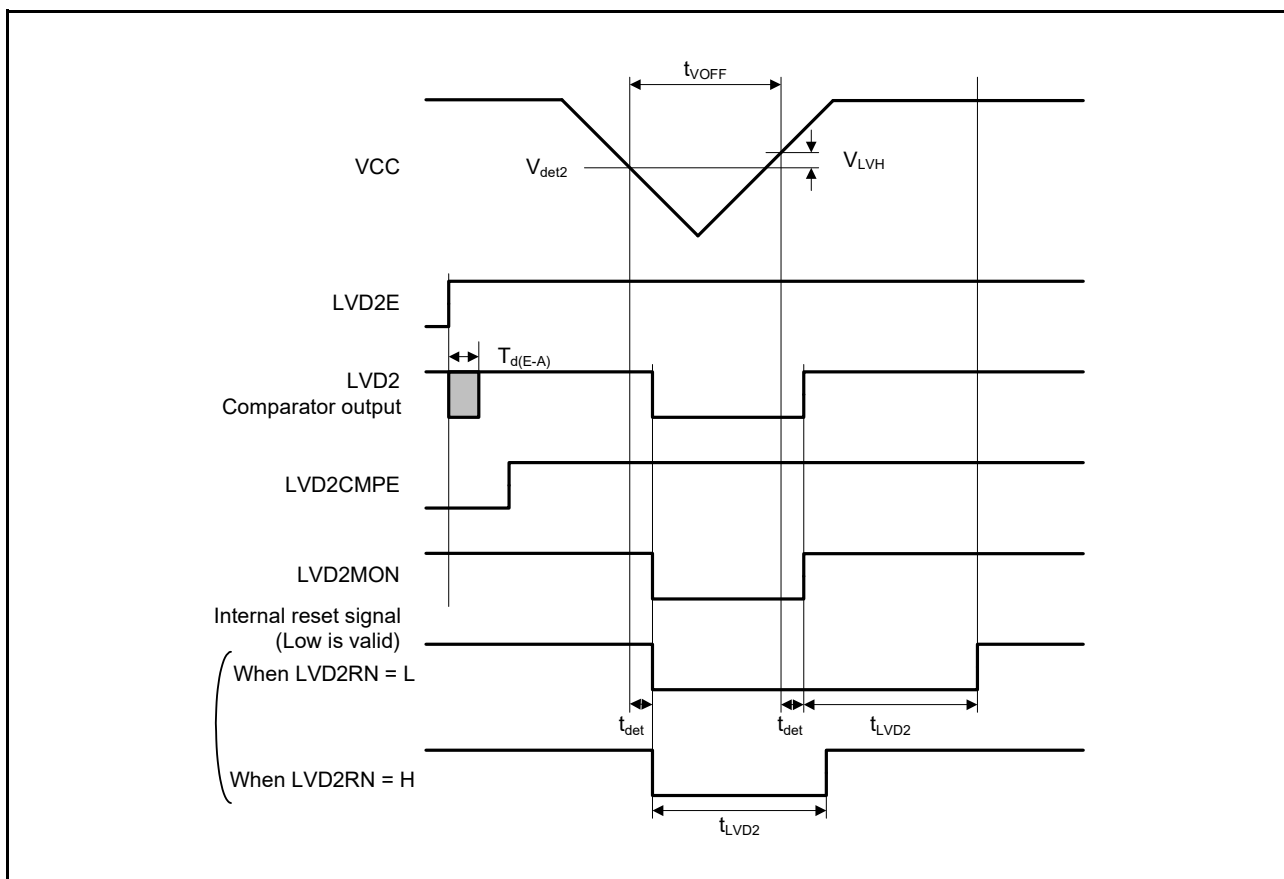 tVOFF
VCC
Vdet2
VLVH
LVD2E
Td(E-A)
LVD2
Comparator output
LVD2CMPE
LVD2MON
Internal reset signal
(Low is valid)
When LVD2RN = L
tdet
tdet
tLVD2
When LVD2RN = H
tLVD2